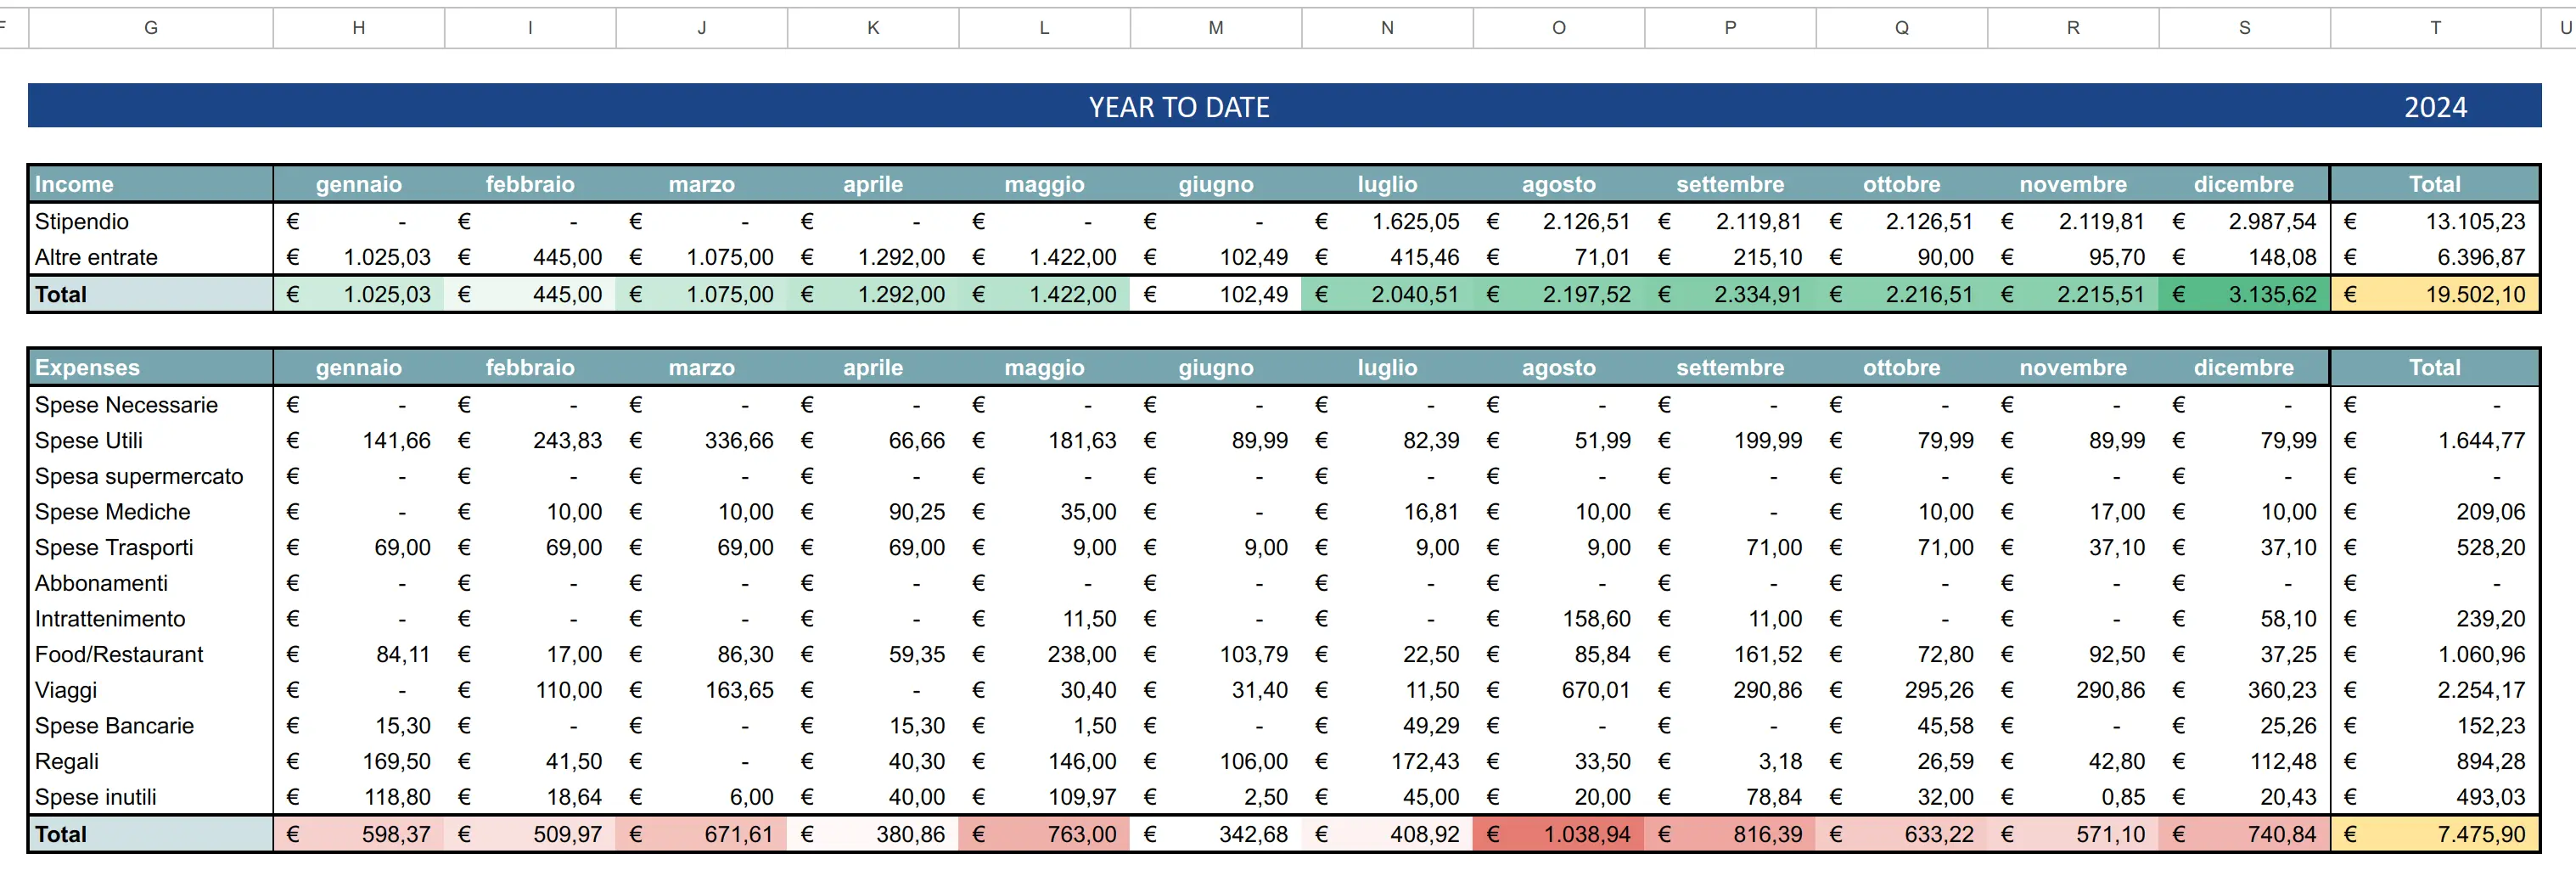 F G H I J K L M N O P Q R S T U
YEAR TO DATE 2024
Income gennaio febbraio marzo aprile maggio giugno luglio agosto settembre ottobre novembre dicembre Total
Stipendio € - € - € - € - € - € - € 1.625,05 € 2.126,51 € 2.119,81 € 2.126,51 € 2.119,81 € 2.987,54 € 13.105,23
Altre entrate € 1.025,03 € 445,00 € 1.075,00 € 1.292,00 € 1.422,00 € 102,49 € 415,46 € 71,01 € 215,10 € 90,00 € 95,70 € 148,08 € 6.396,87
Total € 1.025,03 € 445,00 € 1.075,00 € 1.292,00 € 1.422,00 € 102,49 € 2.040,51 € 2.197,52 € 2.334,91 € 2.216,51 € 2.215,51 € 3.135,62 € 19.502,10
Expenses gennaio febbraio marzo aprile maggio giugno luglio agosto settembre ottobre novembre dicembre Total
Spese Necessarie € - € - € - € - € - € - € - € - € - € - € - € - € -
Spese Utili € 141,66 € 243,83 € 336,66 € 66,66 € 181,63 € 89,99 € 82,39 € 51,99 € 199,99 € 79,99 € 89,99 € 79,99 € 1.644,77
Spesa supermercato € - € - € - € - € - € - € - € - € - € - € - € - € -
Spese Mediche € - € 10,00 € 10,00 € 90,25 € 35,00 € - € 16,81 € 10,00 € - € 10,00 € 17,00 € 10,00 € 209,06
Spese Trasporti € 69,00 € 69,00 € 69,00 € 69,00 € 9,00 € 9,00 € 9,00 € 9,00 € 71,00 € 71,00 € 37,10 € 37,10 € 528,20
Abbonamenti € - € - € - € - € - € - € - € - € - € - € - € - € -
Intrattenimento € - € - € - € - € 11,50 € - € - € 158,60 € 11,00 € - € - € 58,10 € 239,20
Food/Restaurant € 84,11 € 17,00 € 86,30 € 59,35 € 238,00 € 103,79 € 22,50 € 85,84 € 161,52 € 72,80 € 92,50 € 37,25 € 1.060,96
Viaggi € - € 110,00 € 163,65 € - € 30,40 € 31,40 € 11,50 € 670,01 € 290,86 € 295,26 € 290,86 € 360,23 € 2.254,17
Spese Bancarie € 15,30 € - € - € 15,30 € 1,50 € - € 49,29 € - € - € 45,58 € - € 25,26 € 152,23
Regali € 169,50 € 41,50 € - € 40,30 € 146,00 € 106,00 € 172,43 € 33,50 € 3,18 € 26,59 € 42,80 € 112,48 € 894,28
Spese inutili € 118,80 € 18,64 € 6,00 € 40,00 € 109,97 € 2,50 € 45,00 € 20,00 € 78,84 € 32,00 € 0,85 € 20,43 € 493,03
Total € 598,37 € 509,97 € 671,61 € 380,86 € 763,00 € 342,68 € 408,92 € 1.038,94 € 816,39 € 633,22 € 571,10 € 740,84 € 7.475,90